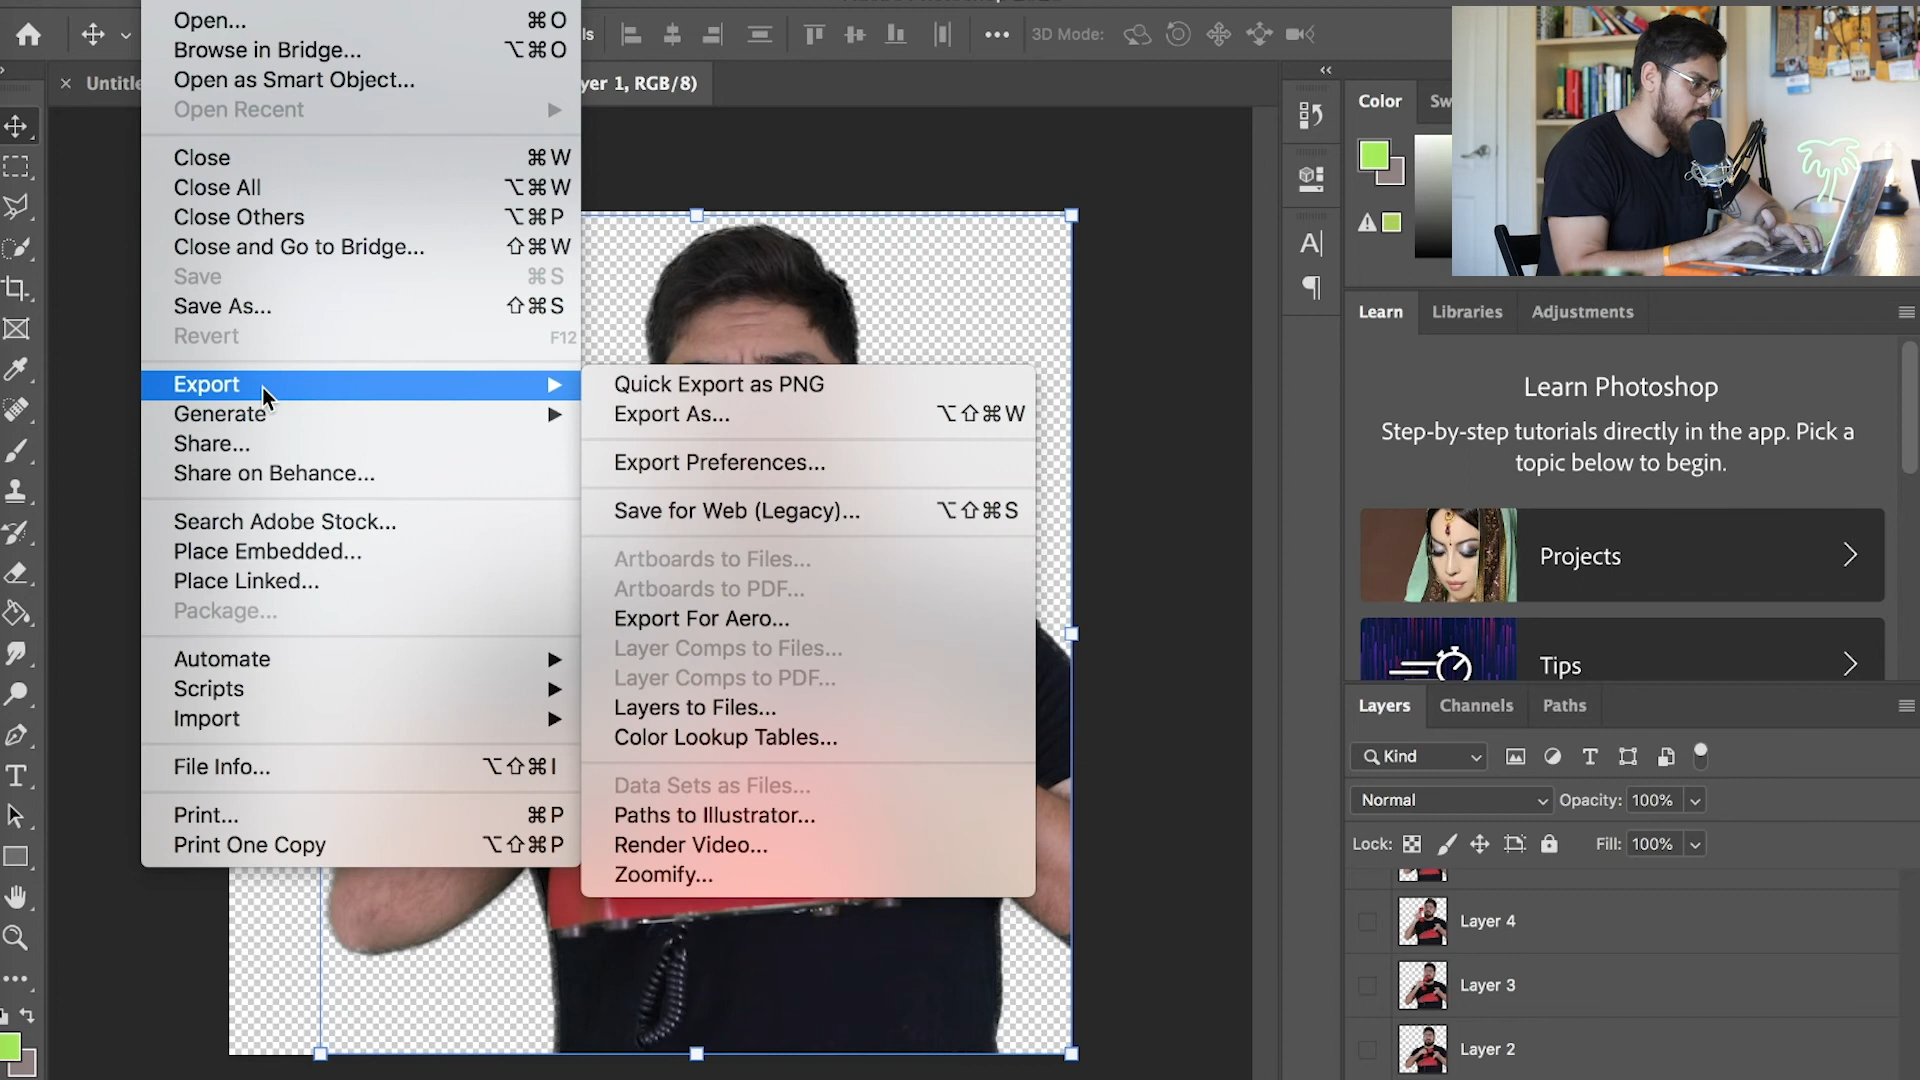 Open... ⌘O
Browse in Bridge... ⌥⌘O
Open as Smart Object...
Open Recent
Close ⌘W
Close All ⌥⌘W
Close Others ⌥⌘P
Close and Go to Bridge... ⇧⌘W
Save ⌘S
Save As... ⇧⌘S
Revert F12
Export
Generate
Share...
Share on Behance...
Search Adobe Stock...
Place Embedded...
Place Linked...
Package...
Automate
Scripts
Import
File Info... ⌥⇧⌘I
Print... ⌘P
Print One Copy ⌥⇧⌘P
Quick Export as PNG
Export As... ⌥⇧⌘W
Export Preferences...
Save for Web (Legacy)... ⌥⇧⌘S
Artboards to Files...
Artboards to PDF...
Export For Aero...
Layer Comps to Files...
Layer Comps to PDF...
Layers to Files...
Color Lookup Tables...
Data Sets as Files...
Paths to Illustrator...
Render Video...
Zoomify...
ls
3D Mode:
Untitle
yer 1, RGB/8)
Color Sw
Learn Libraries Adjustments
Learn Photoshop
Step-by-step tutorials directly in the app. Pick a
topic below to begin.
Projects
Tips
Layers Channels Paths
Kind
Normal Opacity: 100%
Lock: Fill: 100%
Layer 4
Layer 3
Layer 2